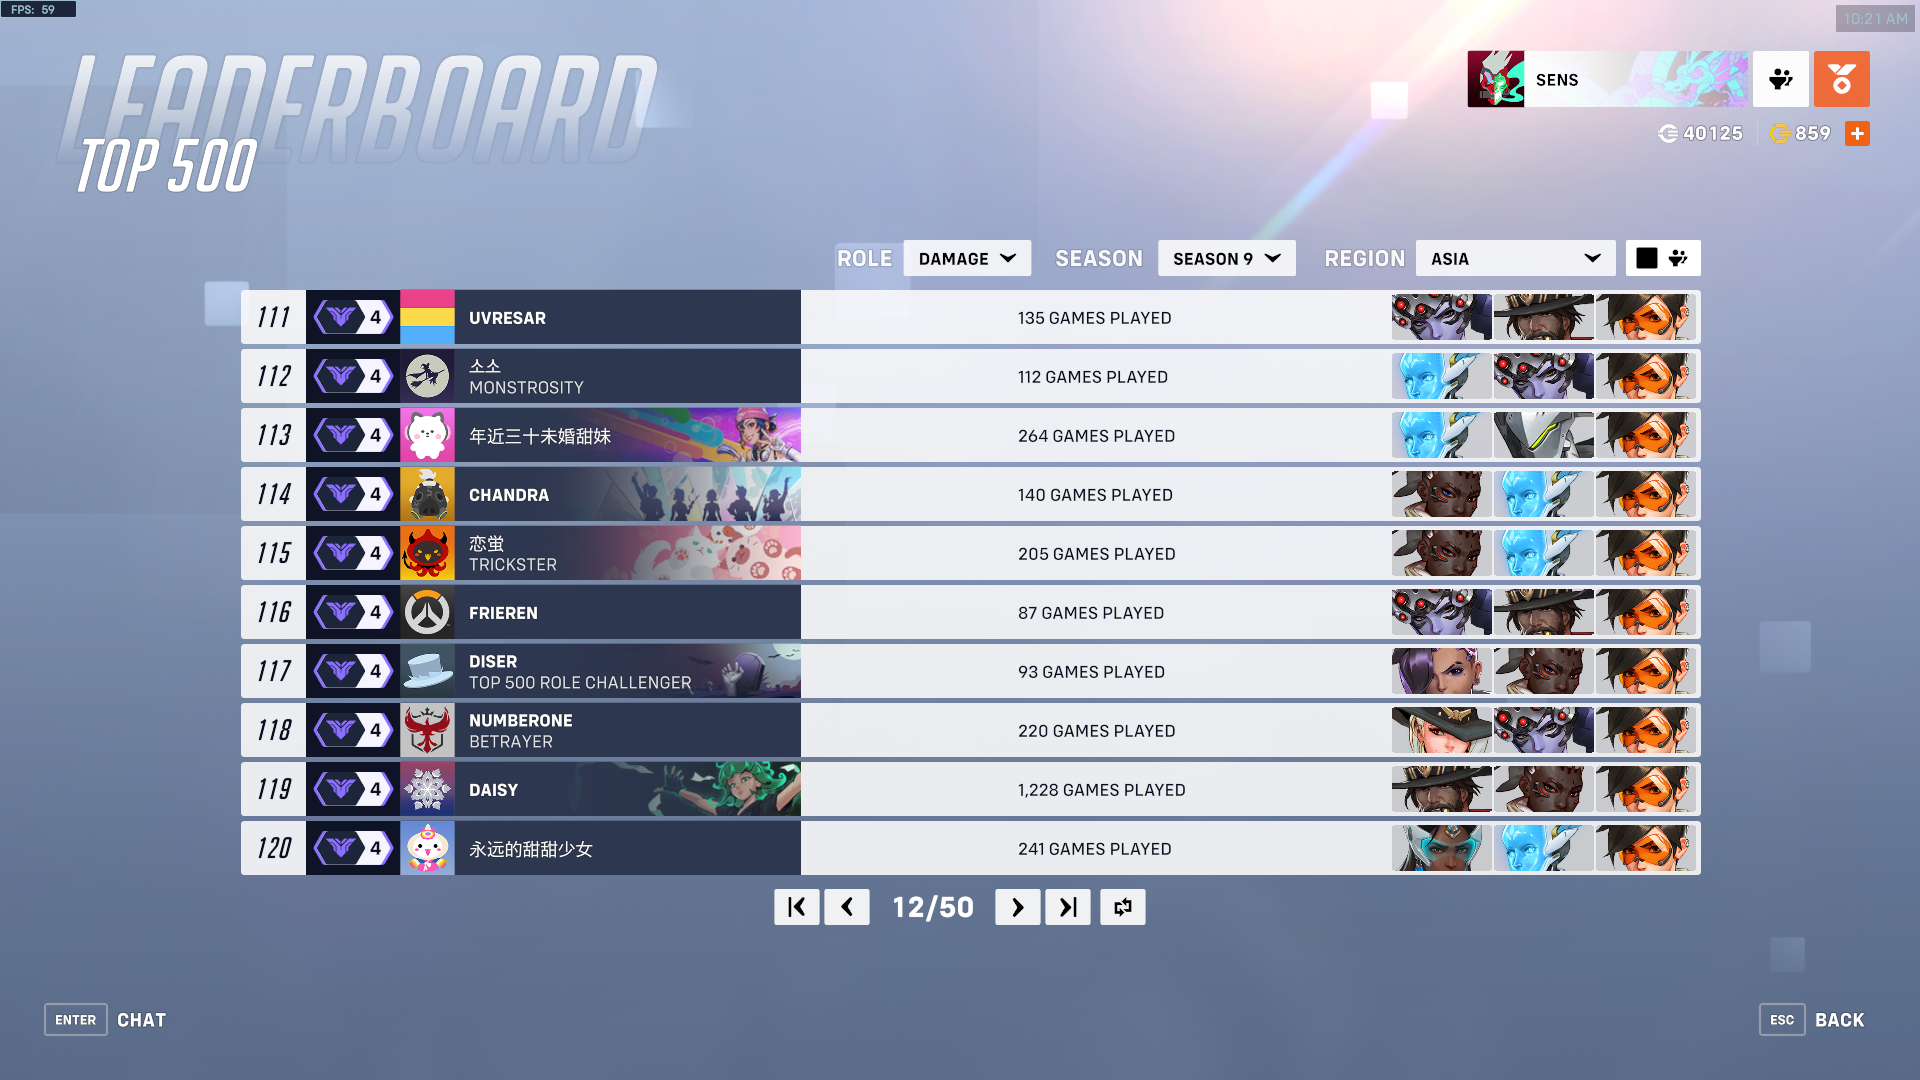 FPS: 59
10:21 AM
LEADERBOARD
TOP 500
SENS
40125
859
ROLE DAMAGE SEASON SEASON 9 REGION ASIA
111 4 UVRESAR 135 GAMES PLAYED
112 4 소소 112 GAMES PLAYED
MONSTROSITY
113 4 年近三十未婚甜妹 264 GAMES PLAYED
114 4 CHANDRA 140 GAMES PLAYED
115 4 恋蛍 205 GAMES PLAYED
TRICKSTER
116 4 FRIEREN 87 GAMES PLAYED
117 4 DISER 93 GAMES PLAYED
TOP 500 ROLE CHALLENGER
118 4 NUMBERONE 220 GAMES PLAYED
BETRAYER
119 4 DAISY 1,228 GAMES PLAYED
120 4 永远的甜甜少女 241 GAMES PLAYED
12/50
ENTER CHAT
ESC BACK